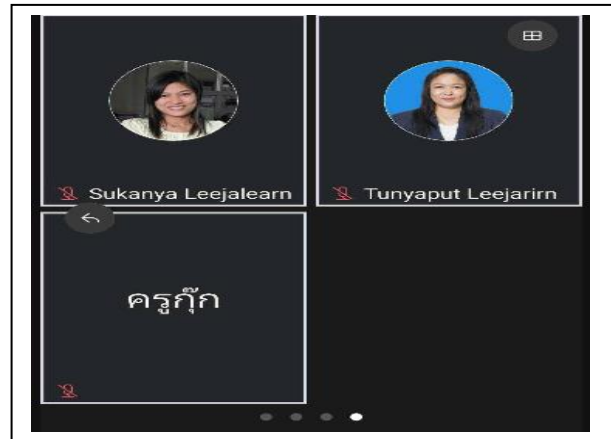 Sukanya Leejalearn
Tunyaput Leejarirn
ครูกุ๊ก